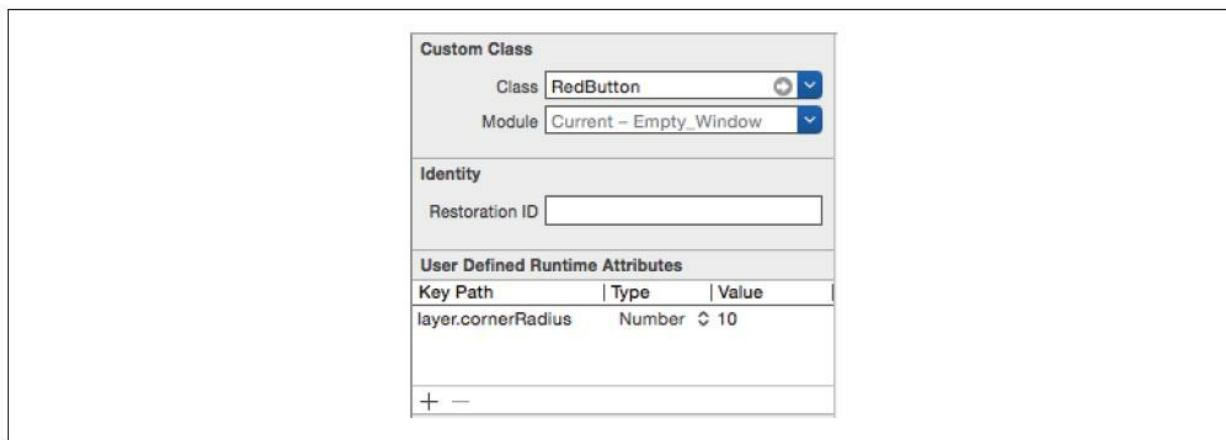 Custom Class
Class RedButton
Module Current – Empty_Window
Identity
Restoration ID
User Defined Runtime Attributes
Key Path Type Value
layer.cornerRadius Number 10